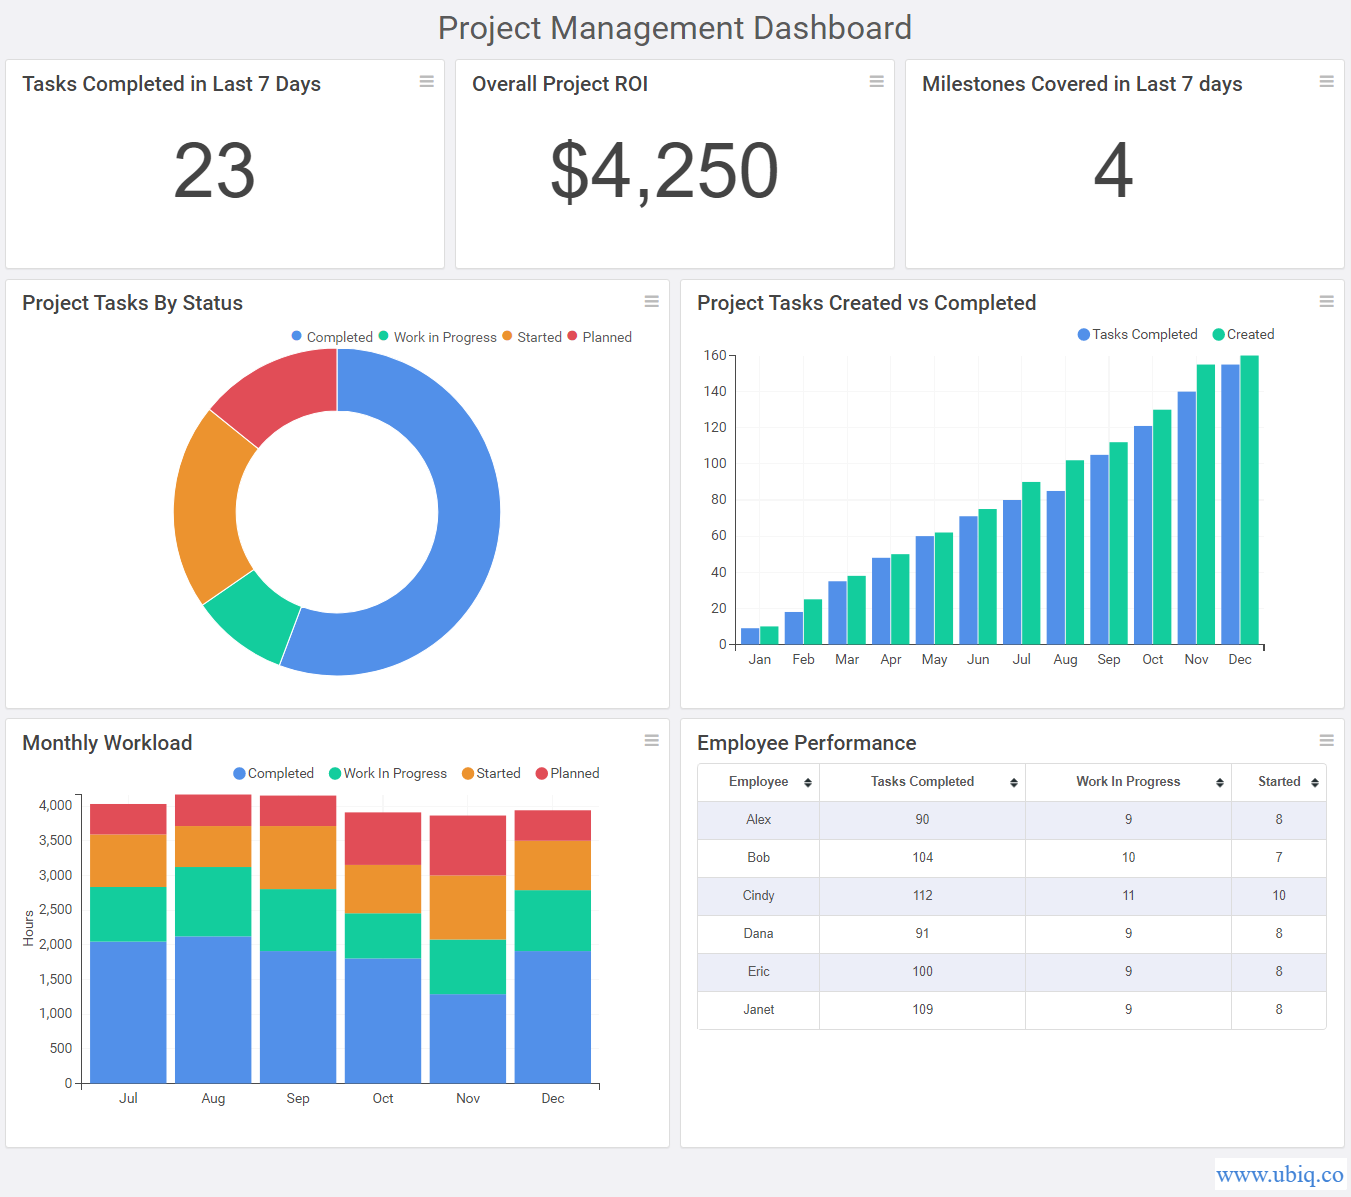 Project Management Dashboard
Tasks Completed in Last 7 Days
23
Overall Project ROI
$4,250
Milestones Covered in Last 7 days
4
Project Tasks By Status
Completed Work in Progress Started Planned
Project Tasks Created vs Completed
Tasks Completed Created
160
140
120
100
80
60
40
20
0
Jan Feb Mar Apr May Jun Jul Aug Sep Oct Nov Dec
Monthly Workload
Completed Work In Progress Started Planned
Hours
4,000
3,500
3,000
2,500
2,000
1,500
1,000
500
0
Jul Aug Sep Oct Nov Dec
Employee Performance
Employee Tasks Completed Work In Progress Started
Alex 90 9 8
Bob 104 10 7
Cindy 112 11 10
Dana 91 9 8
Eric 100 9 8
Janet 109 9 8
www.ubiq.co